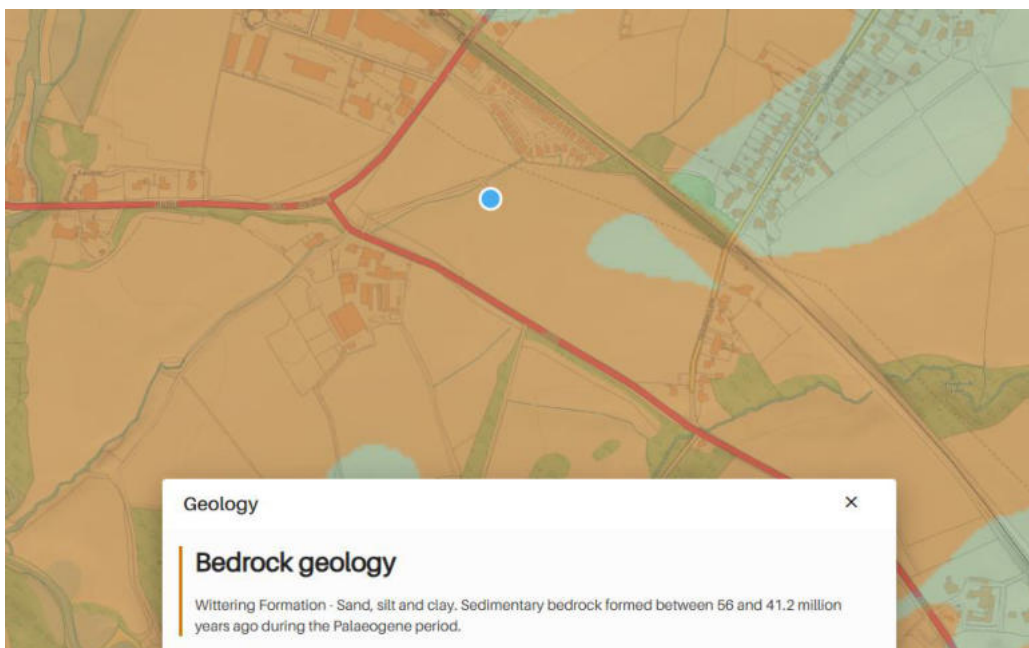 Geology
Bedrock geology
Wittering Formation - Sand, silt and clay. Sedimentary bedrock formed between 56 and 41.2 million
years ago during the Palaeogene period.